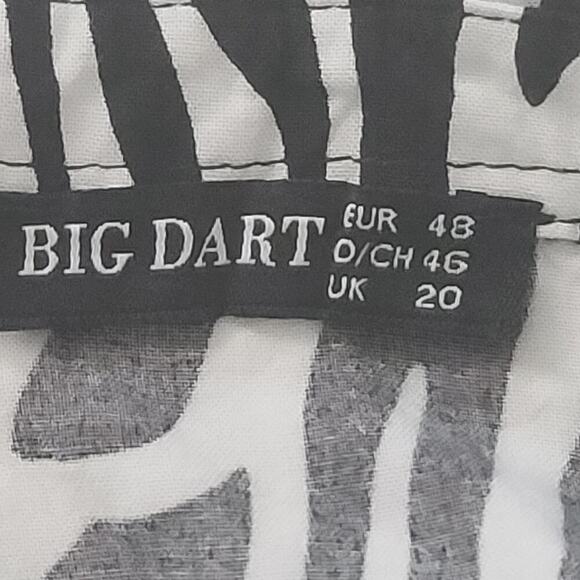 BIG DART
EUR 48
D/CH 46
UK 20